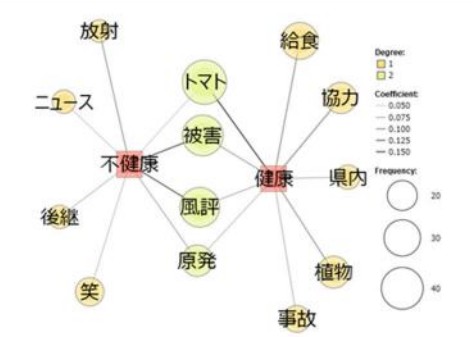 放射
給食
トマト
ニュース
協力
被害
不健康
健康
県内
風評
後継
原発
植物
笑
事故
Degree:
1
2
Coefficient:
0.050
0.075
0.100
0.125
0.150
Frequency:
20
30
40